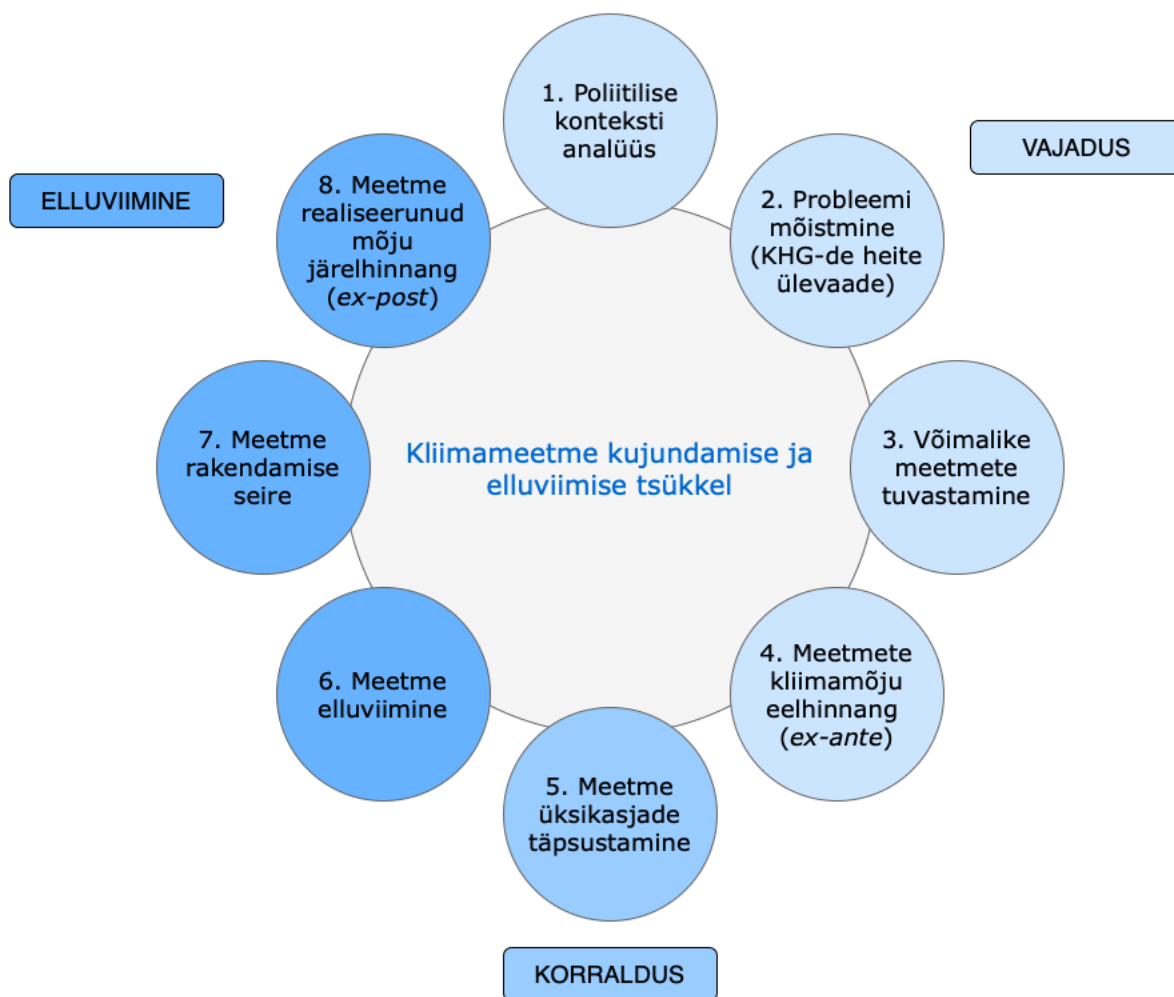 1. Poliitilise
konteksti
analüüs
VAJADUS
2. Probleemi
mõistmine
(KHG-de heite
ülevaade)
3. Võimalike
meetmete
tuvastamine
4. Meetmete
kliimamõju
eelhinnang
(ex-ante)
5. Meetme
üksikasjade
täpsustamine
KORRALDUS
6. Meetme
elluviimine
7. Meetme
rakendamise
seire
8. Meetme
realiseerunud
mõju
järelhinnang
(ex-post)
ELLUVIIMINE
Kliimameetme kujundamise ja
elluviimise tsükkel